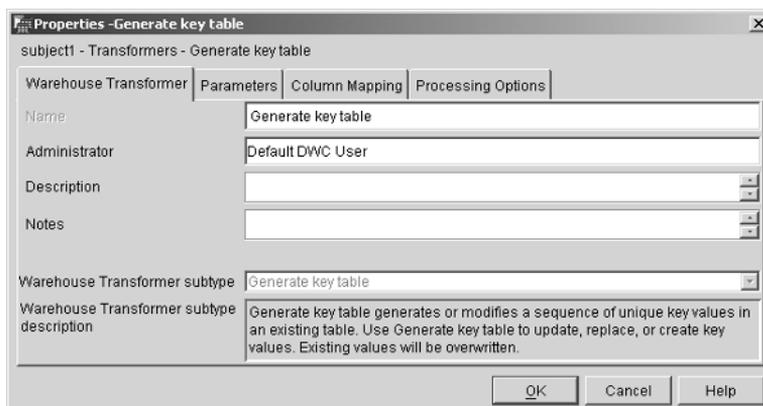 Properties -Generate key table
subject1 - Transformers - Generate key table
Warehouse Transformer Parameters Column Mapping Processing Options
Name Generate key table
Administrator Default DWC User
Description
Notes
Warehouse Transformer subtype Generate key table
Warehouse Transformer subtype
description
Generate key table generates or modifies a sequence of unique key values in
an existing table. Use Generate key table to update, replace, or create key
values. Existing values will be overwritten.
OK Cancel Help